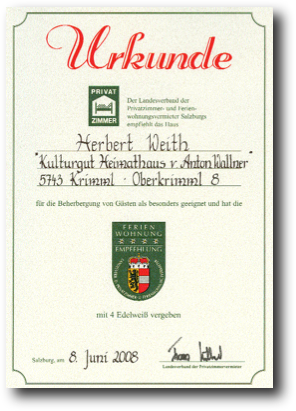 Urkunde
PRIVAT
ZIMMER
Der Landesverband der
Privatzimmer- und Ferien-
wohnungsvermieter Salzburgs
empfiehlt das Haus
Herbert Weith
"Kulturgut Heimathaus v. Anton Wallner"
5743 Krimml · Oberkrimml 8
für die Beherbergung von Gästen als besonders geeignet und hat die
FERIEN
WOHNUNG
EMPFEHLUNG
mit 4 Edelweiß vergeben
Salzburg, am 8. Juni 2008
Landesverband der Privatzimmervermieter